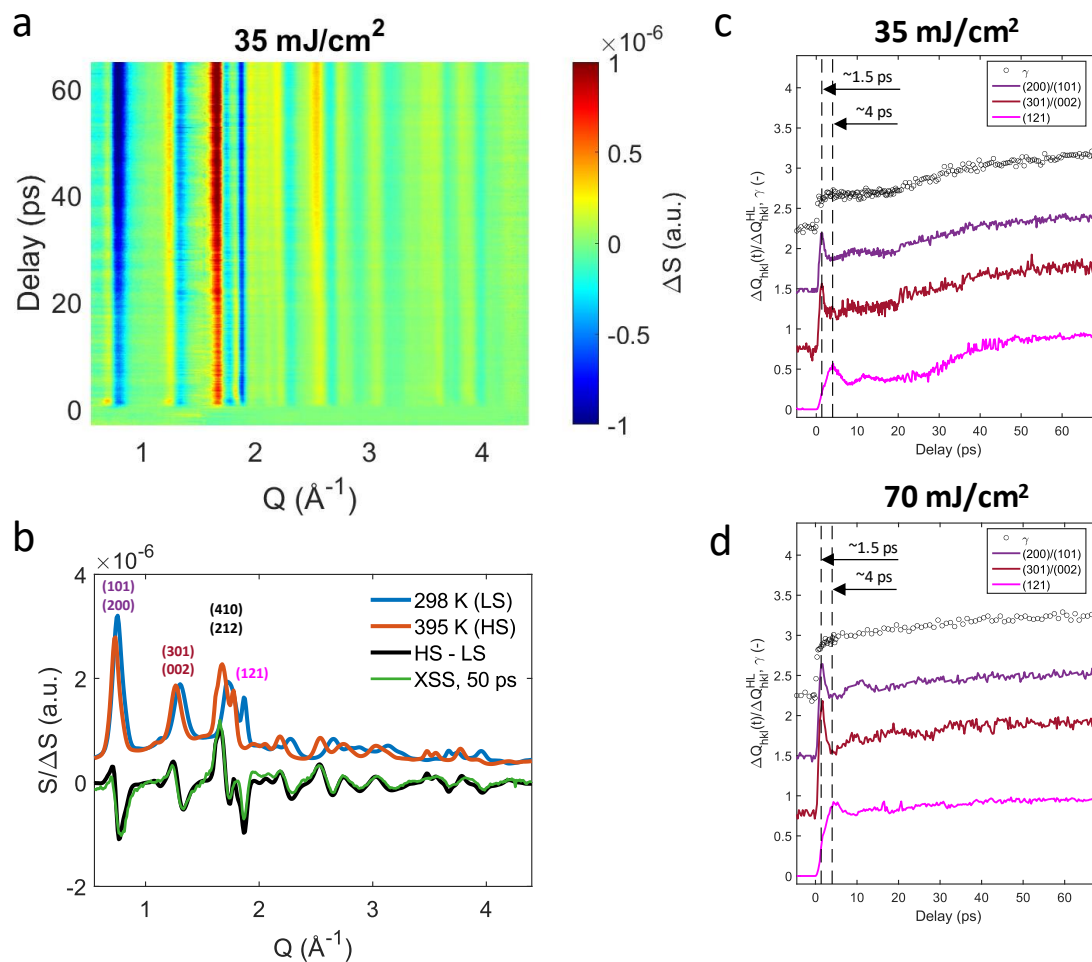 a
35 mJ/cm²
×10⁻⁶
60
40
20
0
Delay (ps)
1
2
3
4
Q (Å⁻¹)
1
0.5
0
-0.5
-1
ΔS (a.u.)
b
×10⁻⁶
4
2
0
-2
S/ΔS (a.u.)
(101)
(200)
(301)
(002)
(410)
(212)
(121)
298 K (LS)
395 K (HS)
HS - LS
XSS, 50 ps
1
2
3
4
Q (Å⁻¹)
c
35 mJ/cm²
~1.5 ps
~4 ps
γ
(200)/(101)
(301)/(002)
(121)
4
3.5
3
2.5
2
1.5
1
0.5
0
ΔQ_hkl(t)/ΔQ_hkl^HL, γ (-)
0
10
20
30
40
50
60
Delay (ps)
d
70 mJ/cm²
~1.5 ps
~4 ps
γ
(200)/(101)
(301)/(002)
(121)
4
3.5
3
2.5
2
1.5
1
0.5
0
ΔQ_hkl(t)/ΔQ_hkl^HL, γ (-)
0
10
20
30
40
50
60
Delay (ps)